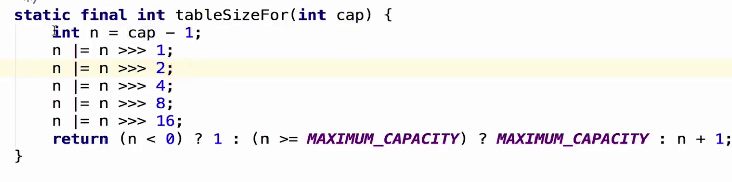 */
static final int tableSizeFor(int cap) {
    int n = cap - 1;
    n |= n >>> 1;
    n |= n >>> 2;
    n |= n >>> 4;
    n |= n >>> 8;
    n |= n >>> 16;
    return (n < 0) ? 1 : (n >= MAXIMUM_CAPACITY) ? MAXIMUM_CAPACITY : n + 1;
}